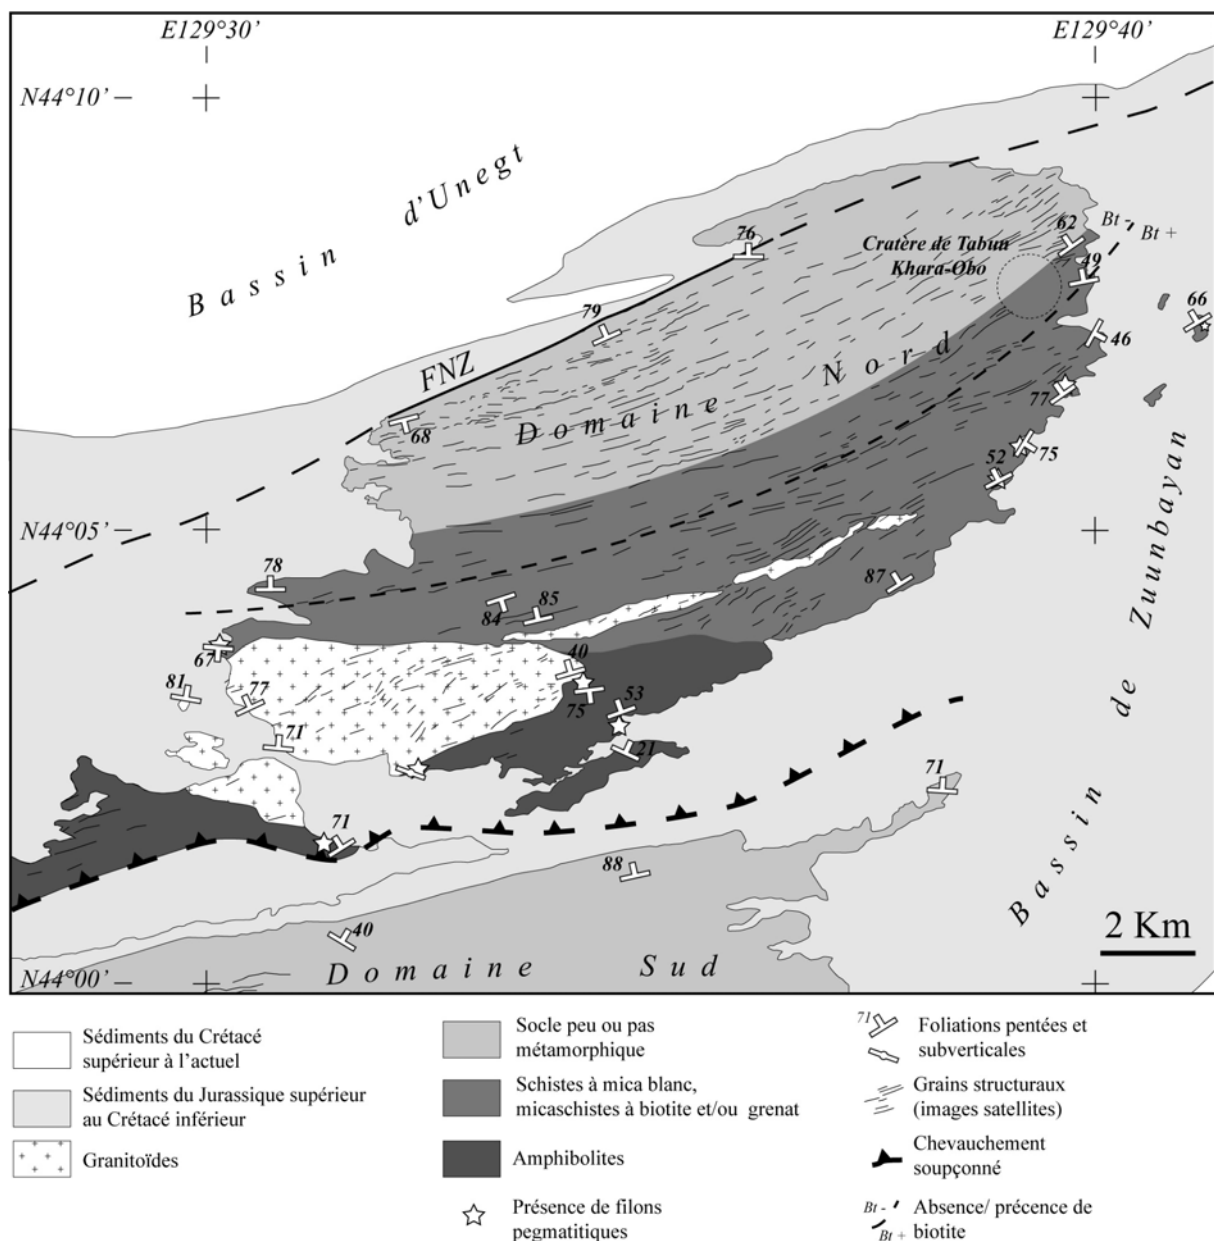 E129°30’
E129°40’
N44°10’
Bassin
d'Unegt
76
62
Bt -
Bt +
Cratère de Tabun
Khara-Obo
49
66
79
46
FNZ
Domaine Nord
77
68
75
52
N44°05’
78
87
84
85
67
40
81
77
75
53
71
21
71
71
88
40
Bassin de Zuunbayan
2 Km
N44°00’
Domaine Sud
Sédiments du Crétacé
supérieur à l'actuel
Sédiments du Jurassique supérieur
au Crétacé inférieur
Granitoïdes
Socle peu ou pas
métamorphique
Schistes à mica blanc,
micaschistes à biotite et/ou grenat
Amphibolites
Présence de filons
pegmatitiques
71
Foliations pentées et
subverticales
Grains structuraux
(images satellites)
Chevauchement
soupçonné
Bt -
Bt +
Absence/ précence de
biotite